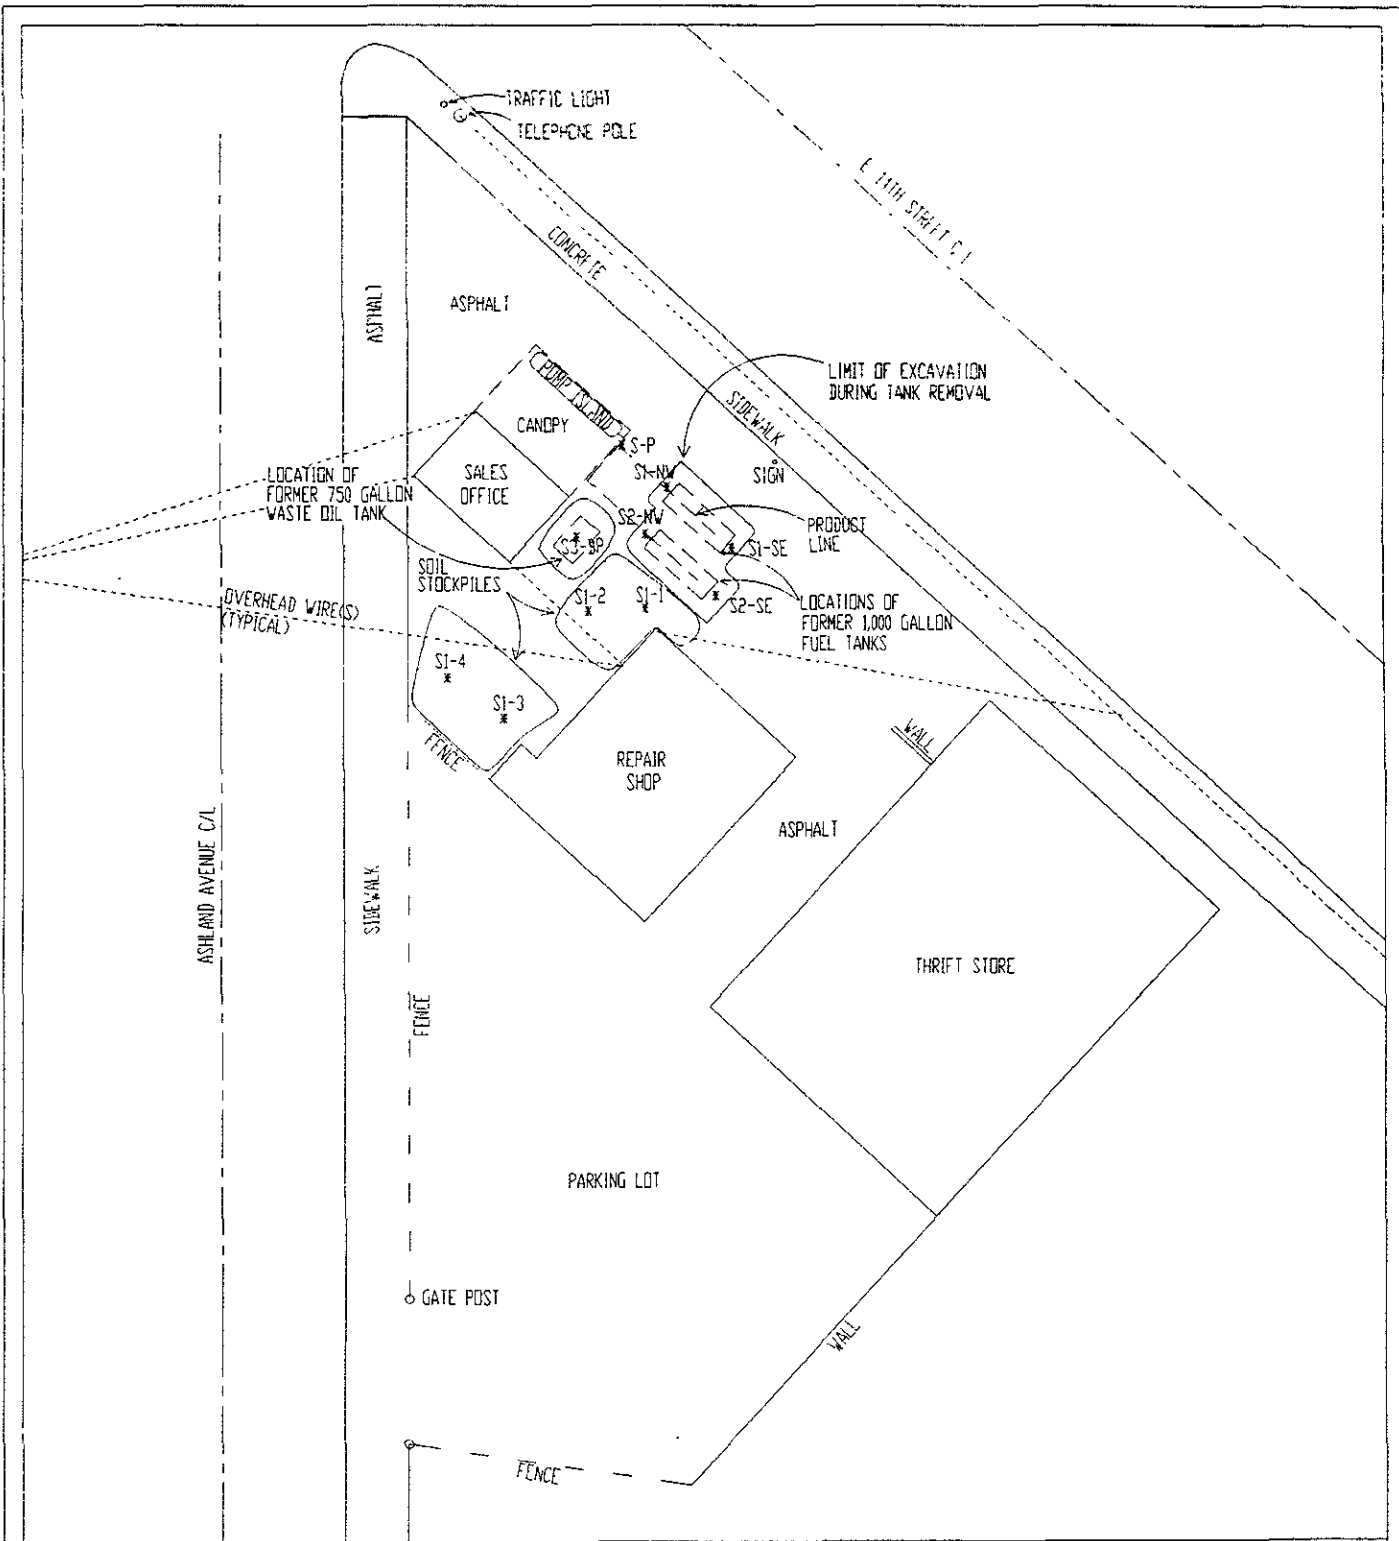 TRAFFIC LIGHT
TELEPHONE POLE
E 14TH STREET C/L
CONCRETE
ASPHALT
ASPHALT
PUMP ISLAND
LIMIT OF EXCAVATION
DURING TANK REMOVAL
SIDEWALK
CANOPY
S-P
S1-NW
SIGN
SALES
OFFICE
LOCATION OF
FORMER 750 GALLON
WASTE OIL TANK
S2-NW
PRODUCT
LINE
S1-SE
SOIL
STOCKPILES
S1-2
S1-1
S2-SE
OVERHEAD WIRE(S)
(TYPICAL)
LOCATIONS OF
FORMER 1,000 GALLON
FUEL TANKS
S1-4
S1-3
FENCE
WALL
REPAIR
SHOP
ASPHALT
ASHLAND AVENUE C/L
SIDEWALK
THRIFT STORE
FENCE
PARKING LOT
GATE POST
WALL
FENCE